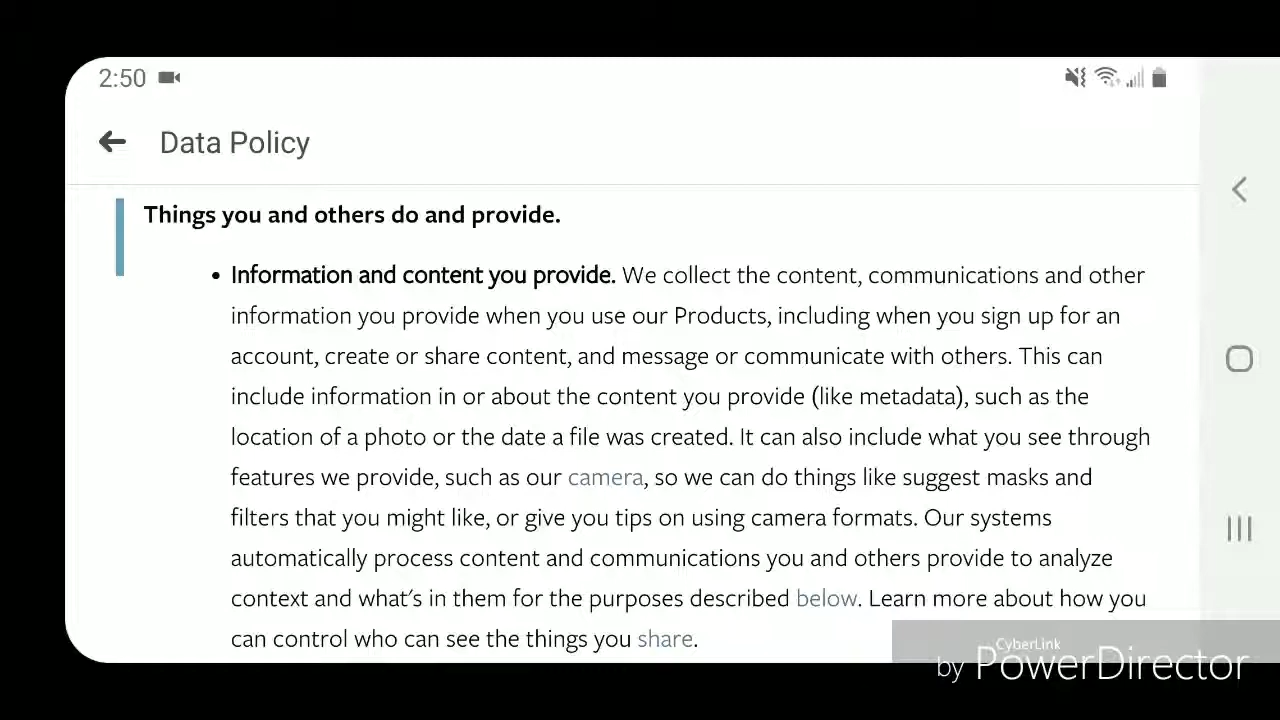 2:50
Data Policy
Things you and others do and provide.
• Information and content you provide. We collect the content, communications and other
information you provide when you use our Products, including when you sign up for an
account, create or share content, and message or communicate with others. This can
include information in or about the content you provide (like metadata), such as the
location of a photo or the date a file was created. It can also include what you see through
features we provide, such as our camera, so we can do things like suggest masks and
filters that you might like, or give you tips on using camera formats. Our systems
automatically process content and communications you and others provide to analyze
context and what's in them for the purposes described below. Learn more about how you
can control who can see the things you share.
CyberLink
by PowerDirector